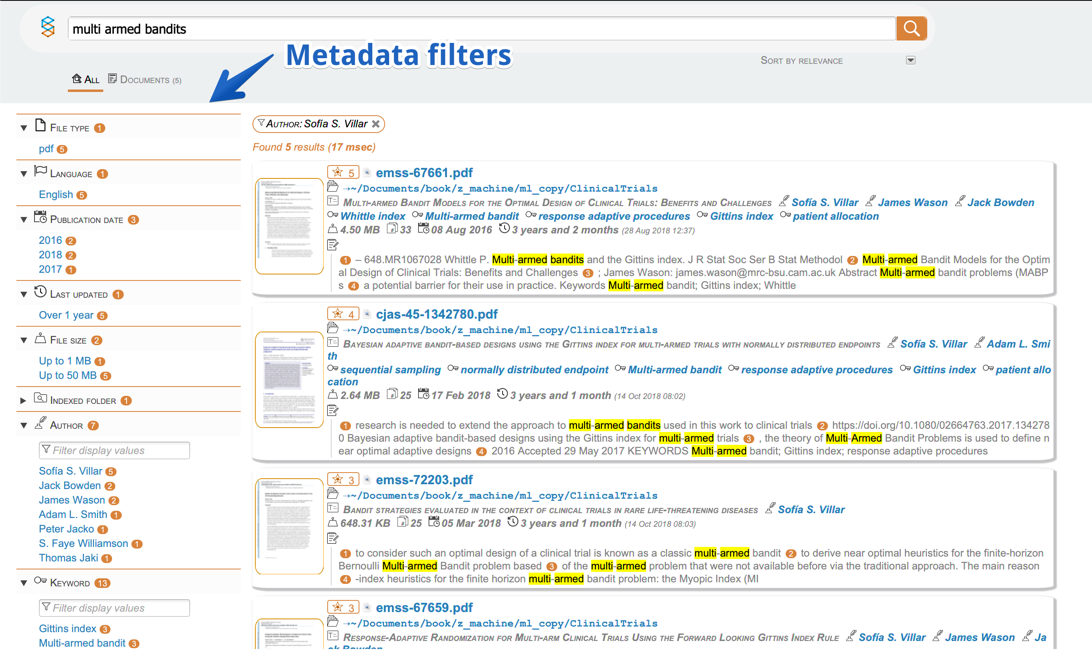 multi armed bandits
Metadata filters
SORT BY RELEVANCE
ALL DOCUMENTS (5)
FILE TYPE 1
pdf 5
LANGUAGE 1
English 5
PUBLICATION DATE 3
2016 2
2018 2
2017 1
LAST UPDATED 1
Over 1 year 5
FILE SIZE 2
Up to 1 MB 1
Up to 50 MB 5
INDEXED FOLDER 1
AUTHOR 7
Filter display values
Sofía S. Villar 5
Jack Bowden 2
James Wason 2
Adam L. Smith 1
Peter Jacko 1
S. Faye Williamson 1
Thomas Jaki 1
KEYWORD 13
Filter display values
Gittins index 3
Multi-armed bandit 3
AUTHOR: Sofía S. Villar
Found 5 results (17 msec)
5 emss-67661.pdf
~/Documents/book/z_machine/ml_copy/ClinicalTrials
MULTI-ARMED BANDIT MODELS FOR THE OPTIMAL DESIGN OF CLINICAL TRIALS: BENEFITS AND CHALLENGES Sofía S. Villar James Wason Jack Bowden
Whittle index Multi-armed bandit response adaptive procedures Gittins index patient allocation
4.50 MB 33 08 Aug 2016 3 years and 2 months (28 Aug 2018 12:37)
1 – 648.MR1067028 Whittle P. Multi-armed bandits and the Gittins index. J R Stat Soc Ser B Stat Methodol 2 Multi-armed Bandit Models for the Optim
al Design of Clinical Trials: Benefits and Challenges 3 ; James Wason: james.wason@mrc-bsu.cam.ac.uk Abstract Multi-armed bandit problems (MABP
s 4 a potential barrier for their use in practice. Keywords Multi-armed bandit; Gittins index; Whittle
4 cjas-45-1342780.pdf
~/Documents/book/z_machine/ml_copy/ClinicalTrials
BAYESIAN ADAPTIVE BANDIT-BASED DESIGNS USING THE GITTINS INDEX FOR MULTI-ARMED TRIALS WITH NORMALLY DISTRIBUTED ENDPOINTS Sofía S. Villar Adam L. Smi
th
sequential sampling normally distributed endpoint Multi-armed bandit response adaptive procedures Gittins index patient allo
cation
2.64 MB 25 17 Feb 2018 3 years and 1 month (14 Oct 2018 08:02)
1 research is needed to extend the approach to multi-armed bandits used in this work to clinical trials 2 https://doi.org/10.1080/02664763.2017.134278
0 Bayesian adaptive bandit-based designs using the Gittins index for multi-armed trials 3 , the theory of Multi-Armed Bandit Problems is used to define n
ear optimal adaptive designs 4 2016 Accepted 29 May 2017 KEYWORDS Multi-armed bandit; Gittins index; response adaptive procedures
3 emss-72203.pdf
~/Documents/book/z_machine/ml_copy/ClinicalTrials
BANDIT STRATEGIES EVALUATED IN THE CONTEXT OF CLINICAL TRIALS IN RARE LIFE-THREATENING DISEASES Sofía S. Villar
648.31 KB 25 05 Mar 2018 3 years and 1 month (14 Oct 2018 08:03)
1 to consider such an optimal design of a clinical trial is known as a classic multi-armed bandit 2 to derive near optimal heuristics for the finite-horizon
Bernoulli Multi-armed Bandit problem based 3 of the multi-armed problem that were not available before via the traditional approach. The main reason
4 -index heuristics for the finite horizon multi-armed bandit problem: the Myopic Index (MI
3 emss-67659.pdf
~/Documents/book/z_machine/ml_copy/ClinicalTrials
RESPONSE-ADAPTIVE RANDOMIZATION FOR MULTI-ARM CLINICAL TRIALS USING THE FORWARD LOOKING GITTINS INDEX RULE Sofía S. Villar James Wason Ja
ck Bowden